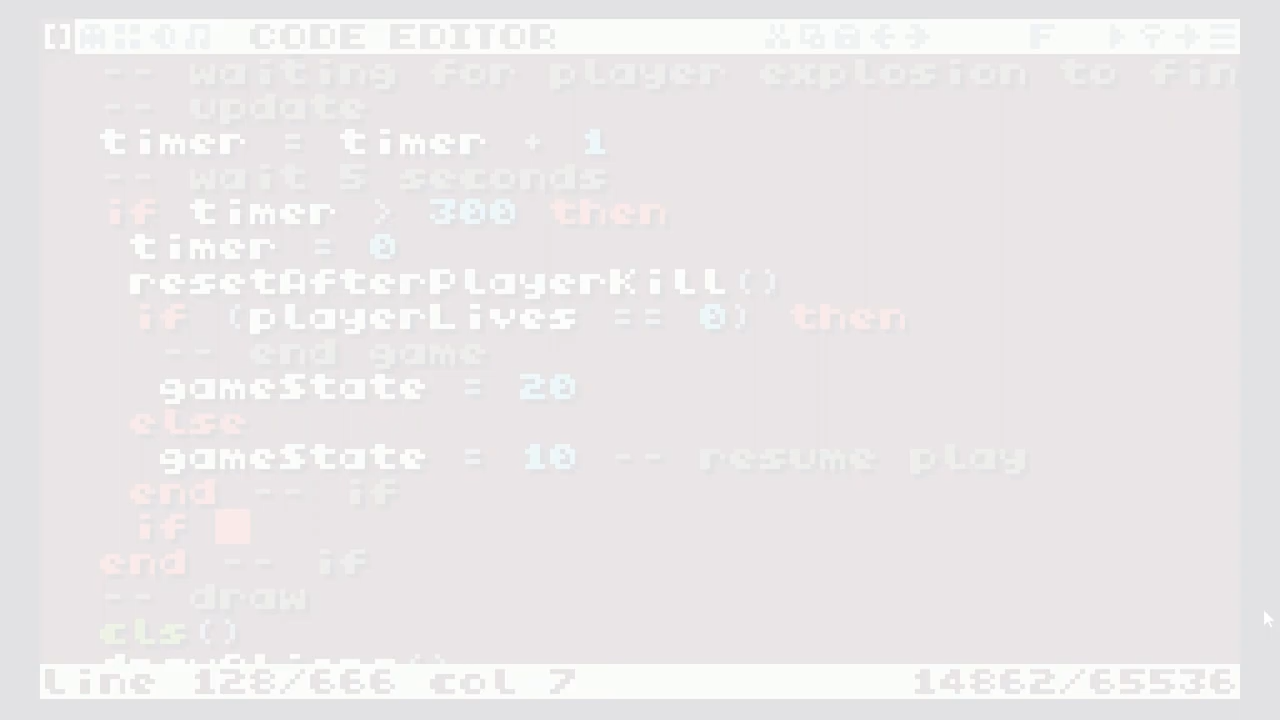 CODE EDITOR F
-- waiting for player explosion to fin
-- update
timer = timer + 1
-- wait 5 seconds
if timer > 300 then
timer = 0
resetAfterPlayerKill()
if (playerLives == 0) then
-- end game
gameState = 20
else
gameState = 10 -- resume play
end -- if
if
end -- if
-- draw
cls()
line 128/666 col 7 14862/65536